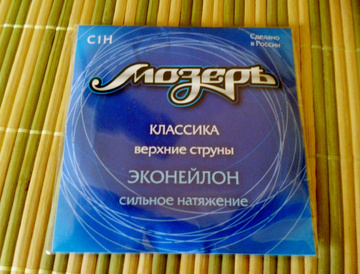 C1H
Сделано
в России
Мозеръ
КЛАССИКА
верхние струны
ЭКОНЕЙЛОН
сильное натяжение